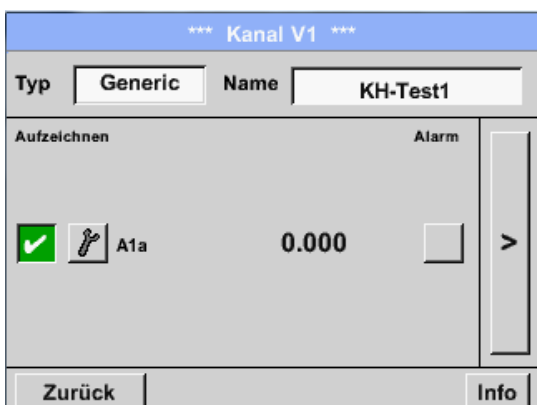 *** Kanal V1 ***
Typ Generic Name KH-Test1
Aufzeichnen Alarm
A1a 0.000 >
Zurück Info